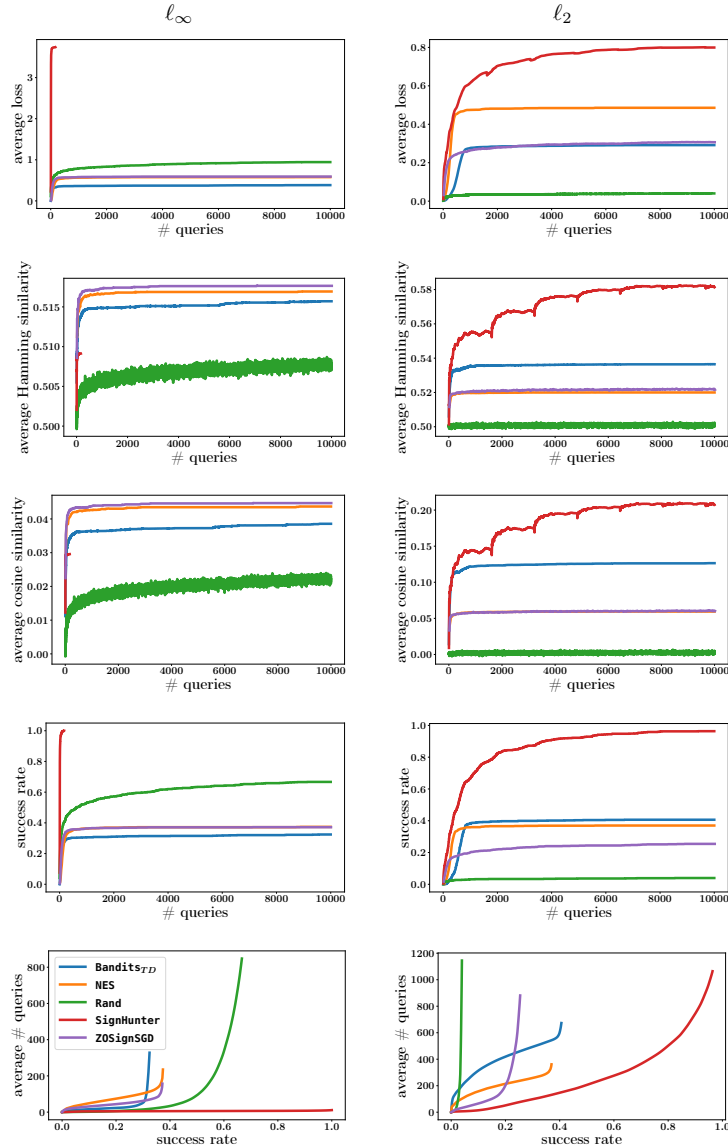 ℓ∞
ℓ2
average loss
3
2
1
0
0 2000 4000 6000 8000 10000
# queries
average loss
0.8
0.6
0.4
0.2
0.0
0 2000 4000 6000 8000 10000
# queries
average Hamming similarity
0.515
0.510
0.505
0.500
0 2000 4000 6000 8000 10000
# queries
average Hamming similarity
0.58
0.56
0.54
0.52
0.50
0 2000 4000 6000 8000 10000
# queries
average cosine similarity
0.04
0.03
0.02
0.01
0.00
0 2000 4000 6000 8000 10000
# queries
average cosine similarity
0.20
0.15
0.10
0.05
0.00
0 2000 4000 6000 8000 10000
# queries
success rate
1.0
0.8
0.6
0.4
0.2
0.0
0 2000 4000 6000 8000 10000
# queries
success rate
1.0
0.8
0.6
0.4
0.2
0.0
0 2000 4000 6000 8000 10000
# queries
average # queries
800
600
400
200
0
BanditsTD
NES
Rand
SignHunter
ZOSignSGD
0.0 0.2 0.4 0.6 0.8 1.0
success rate
average # queries
1200
1000
800
600
400
200
0
0.0 0.2 0.4 0.6 0.8 1.0
success rate